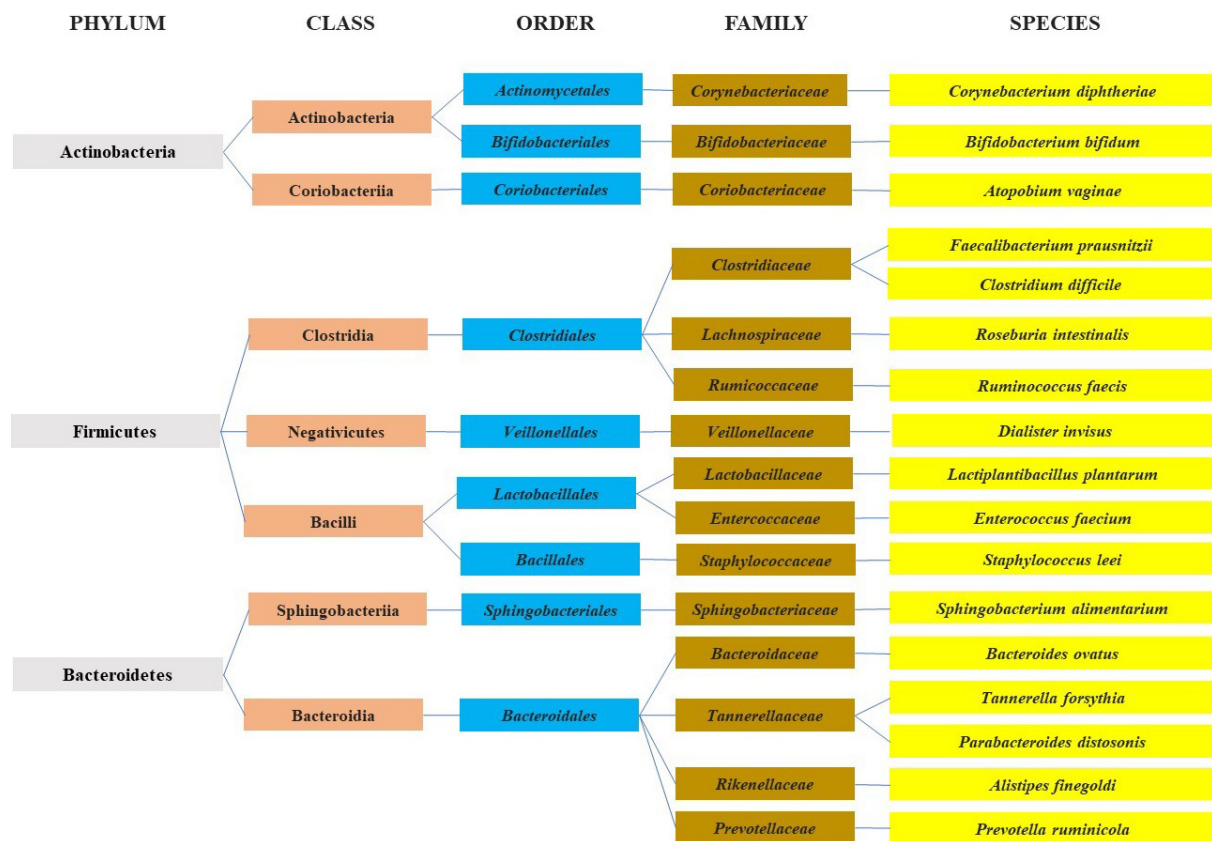 PHYLUM CLASS ORDER FAMILY SPECIES
Actinomycetales Corynebacteriaceae Corynebacterium diphtheriae
Actinobacteria
Actinobacteria Bifidobacteriales Bifidobacteriaceae Bifidobacterium bifidum
Coriobacteriia Coriobacteriales Coriobacteriaceae Atopobium vaginae
Faecalibacterium prausnitzii
Clostridiaceae
Clostridium difficile
Clostridia Clostridiales Lachnospiraceae Roseburia intestinalis
Rumicoccaceae Ruminococcus faecis
Firmicutes Negativicutes Veillonellales Veillonellaceae Dialister invisus
Lactobacillaceae Lactiplantibacillus plantarum
Lactobacillales
Bacilli Entercoccaceae Enterococcus faecium
Bacillales Staphylococcaceae Staphylococcus leei
Sphingobacteriia Sphingobacteriales Sphingobacteriaceae Sphingobacterium alimentarium
Bacteroidaceae Bacteroides ovatus
Bacteroidetes
Tannerella forsythia
Bacteroidia Bacteroidales Tannerellaaceae
Parabacteroides distosonis
Rikenellaceae Alistipes finegoldi
Prevotellaceae Prevotella ruminicola